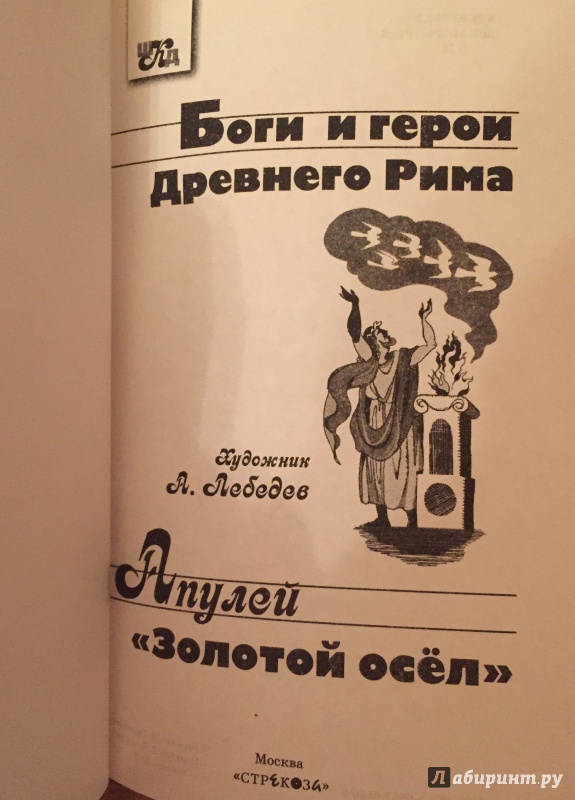 ШКД
Боги и герои
Древнего Рима
Художник
А. Лебедев
Апулей
«Золотой осёл»
Москва
"СТРЕКОЗА"
Лабиринт.ру